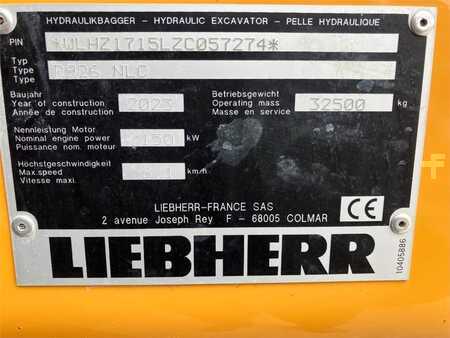 HYDRAULIKBAGGER - HYDRAULIC EXCAVATOR - PELLE HYDRAULIQUE
PIN *WLHZ1715LZC057274*
Typ
Type
Type NLC
Baujahr
Year of construction 2023
Année de construction
Betriebsgewicht
Operating mass 32500 kg
Masse en service
Nennleistung Motor
Nominal engine power 150 kW
Puissance nom. moteur
Höchstgeschwindigkeit
Max.speed km/h
Vitesse maxi.
LIEBHERR-FRANCE SAS
2 avenue Joseph Rey F - 68005 COLMAR
CE
LIEBHERR
10405886